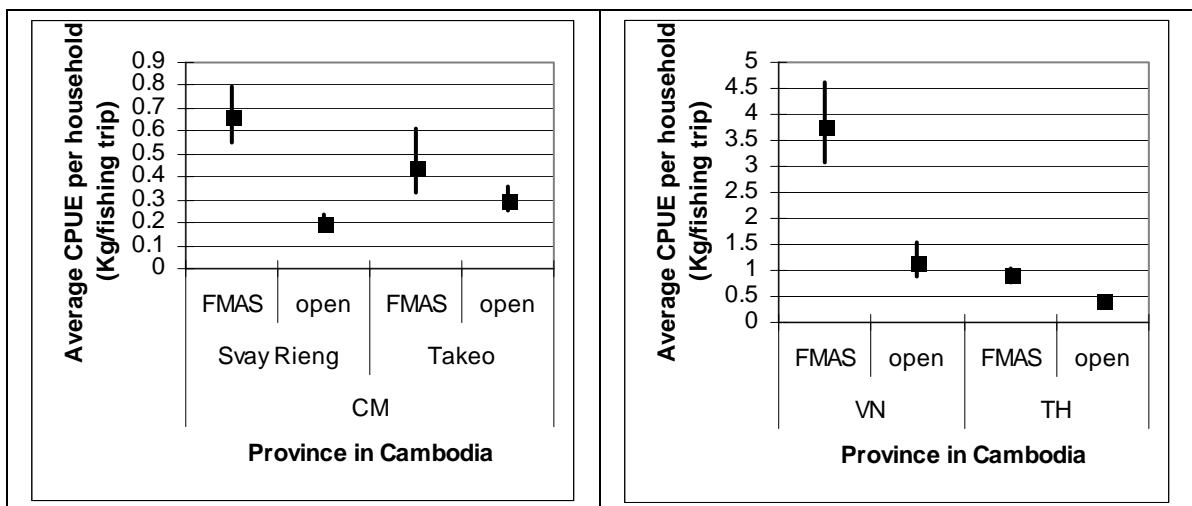 Average CPUE per household
(Kg/fishing trip)
0.9
0.8
0.7
0.6
0.5
0.4
0.3
0.2
0.1
0
FMAS open FMAS open
Svay Rieng Takeo
CM
Province in Cambodia
Average CPUE per household
(Kg/fishing trip)
5
4.5
4
3.5
3
2.5
2
1.5
1
0.5
0
FMAS open FMAS open
VN TH
Province in Cambodia